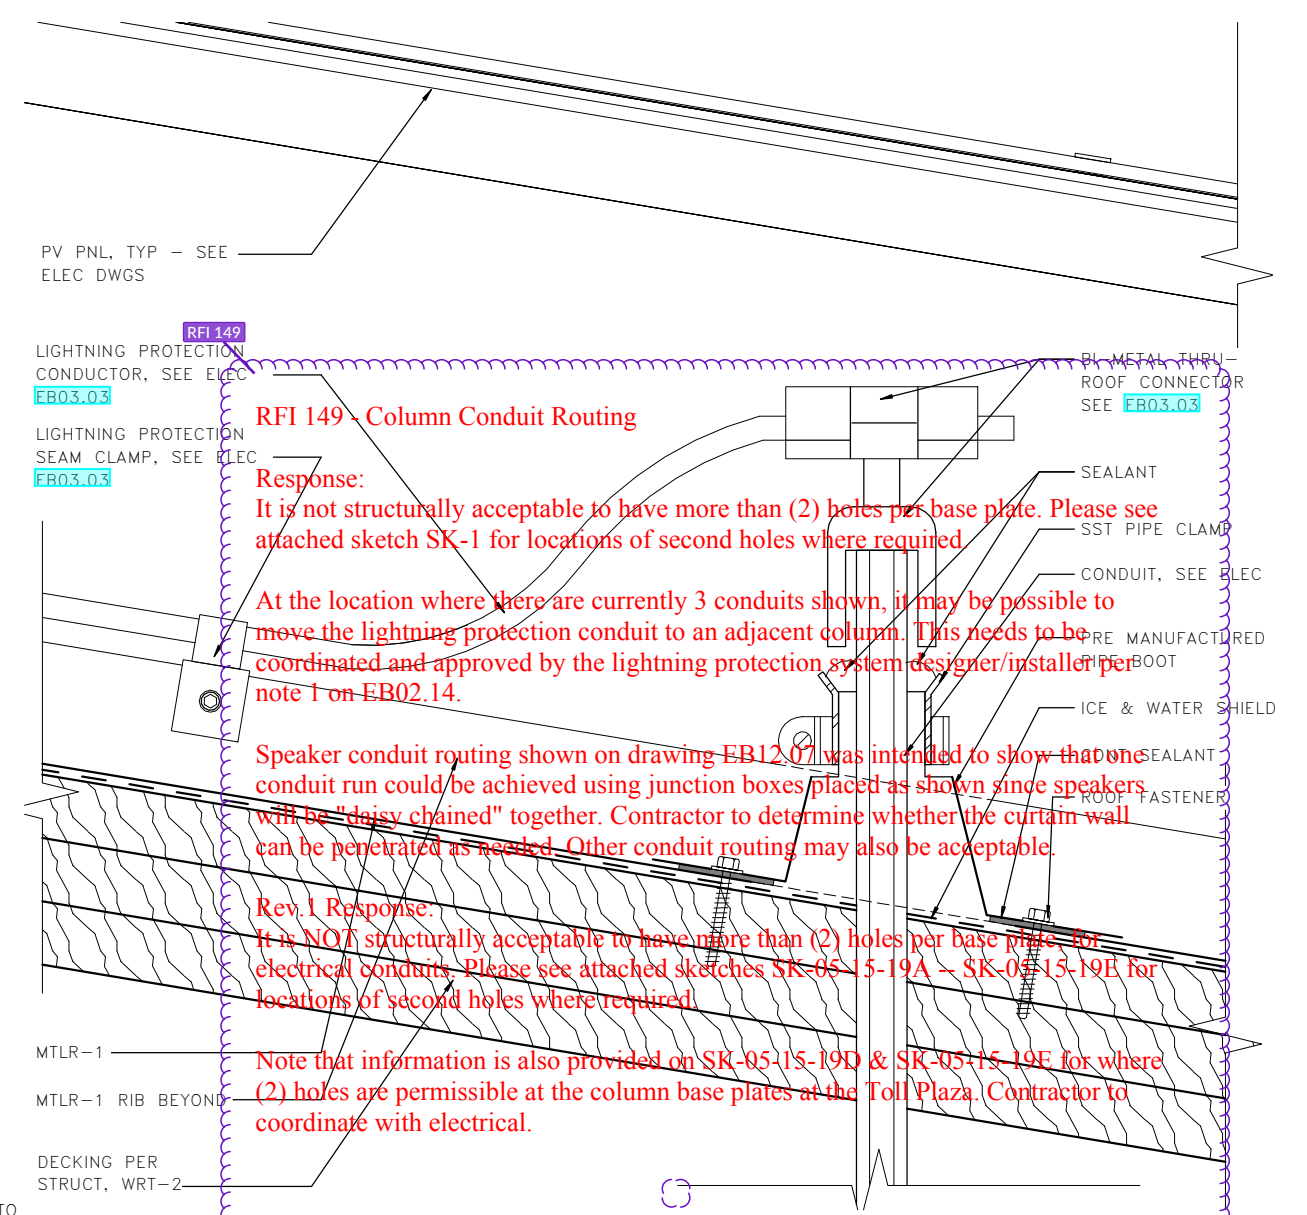 PV PNL, TYP – SEE
ELEC DWGS
RFI 149
LIGHTNING PROTECTION
CONDUCTOR, SEE ELEC
EB03.03
LIGHTNING PROTECTION
SEAM CLAMP, SEE ELEC
EB03.03
BI-METAL THRU-
ROOF CONNECTOR
SEE EB03.03
SEALANT
SST PIPE CLAMP
CONDUIT, SEE ELEC
PRE MANUFACTURED
PIPE BOOT
ICE & WATER SHIELD
CONT SEALANT
ROOF FASTENER
RFI 149 - Column Conduit Routing
Response:
It is not structurally acceptable to have more than (2) holes per base plate. Please see
attached sketch SK-1 for locations of second holes where required.
At the location where there are currently 3 conduits shown, it may be possible to
move the lightning protection conduit to an adjacent column. This needs to be
coordinated and approved by the lightning protection system designer/installer per
note 1 on EB02.14.
Speaker conduit routing shown on drawing EB12.07 was intended to show that one
conduit run could be achieved using junction boxes placed as shown since speakers
will be "daisy chained" together. Contractor to determine whether the curtain wall
can be penetrated as needed. Other conduit routing may also be acceptable.
Rev.1 Response:
It is NOT structurally acceptable to have more than (2) holes per base plate, for
electrical conduits. Please see attached sketches SK-05-15-19A -- SK-05-15-19E for
locations of second holes where required.
Note that information is also provided on SK-05-15-19D & SK-05-15-19E for where
(2) holes are permissible at the column base plates at the Toll Plaza. Contractor to
coordinate with electrical.
MTLR-1
MTLR-1 RIB BEYOND
DECKING PER
STRUCT, WRT-2
TO